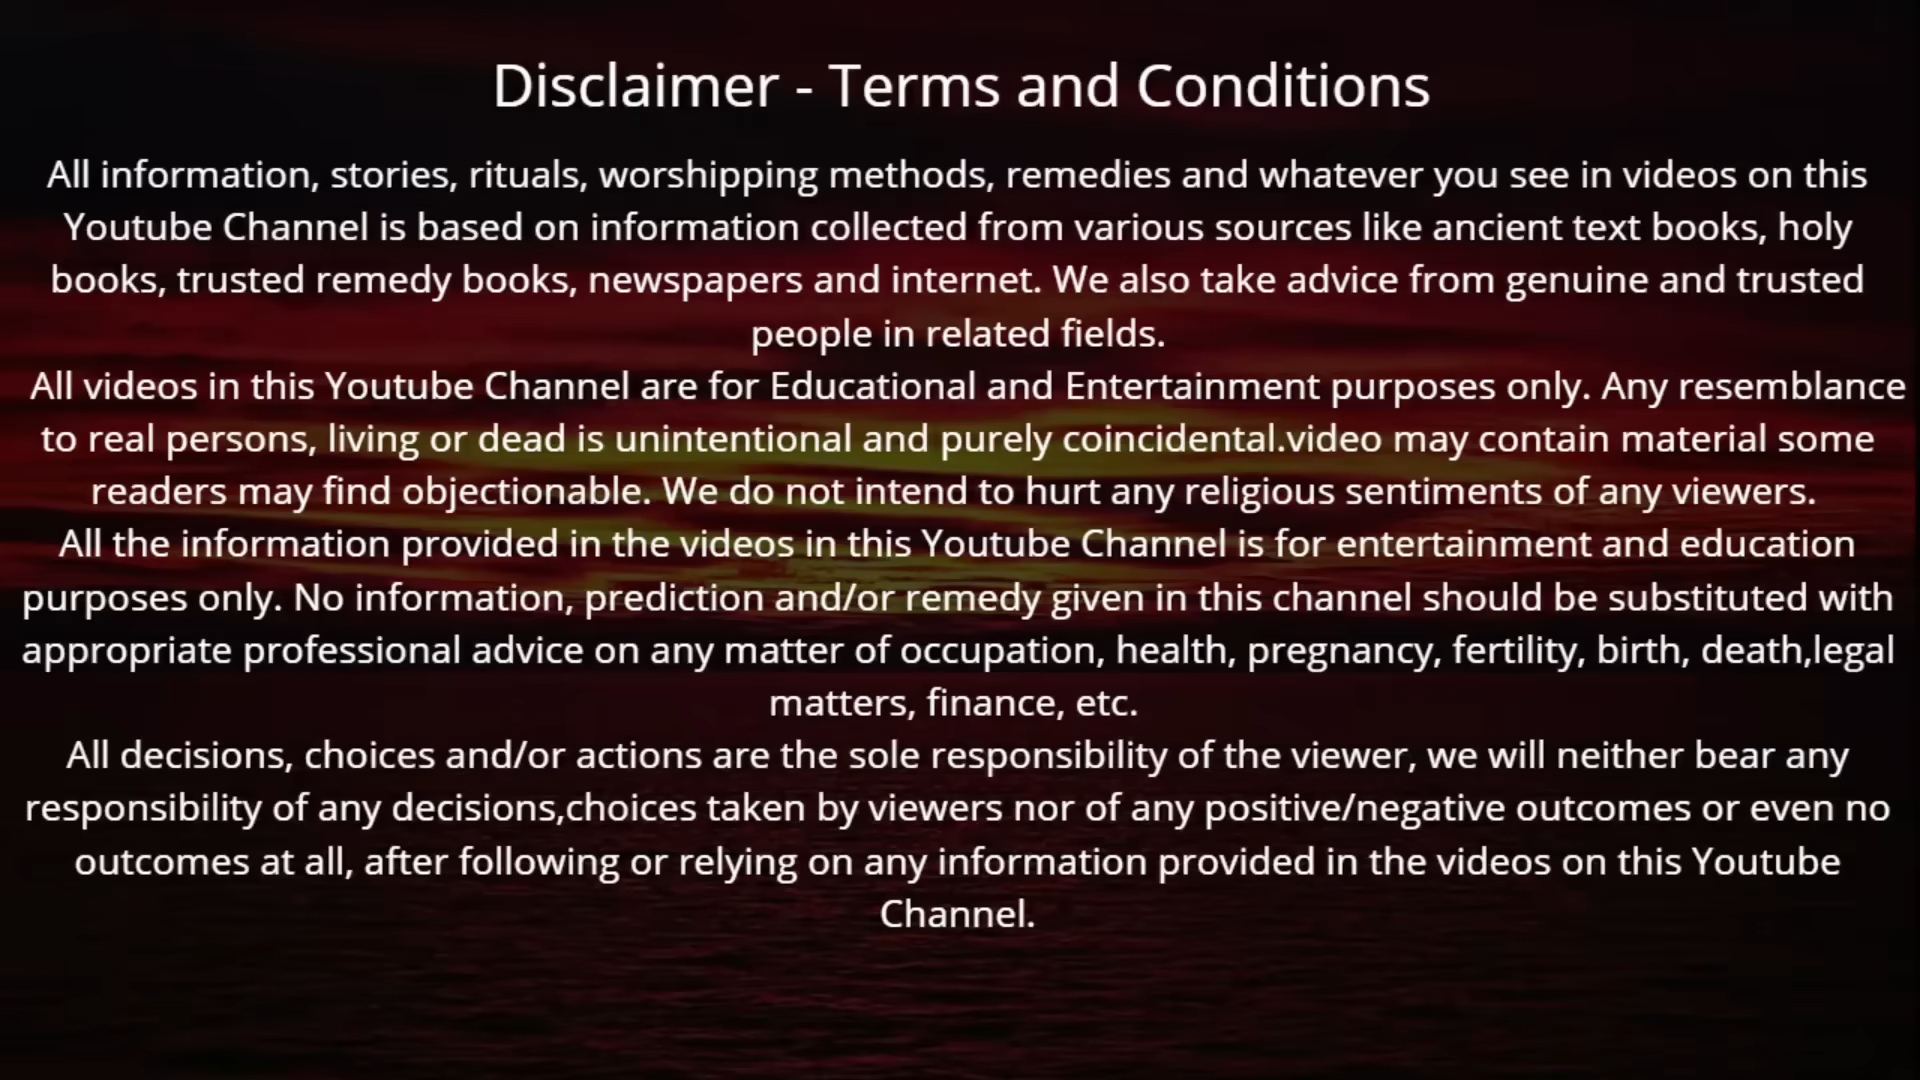 Disclaimer - Terms and Conditions
All information, stories, rituals, worshipping methods, remedies and whatever you see in videos on this
Youtube Channel is based on information collected from various sources like ancient text books, holy
books, trusted remedy books, newspapers and internet. We also take advice from genuine and trusted
people in related fields.
All videos in this Youtube Channel are for Educational and Entertainment purposes only. Any resemblance
to real persons, living or dead is unintentional and purely coincidental.video may contain material some
readers may find objectionable. We do not intend to hurt any religious sentiments of any viewers.
All the information provided in the videos in this Youtube Channel is for entertainment and education
purposes only. No information, prediction and/or remedy given in this channel should be substituted with
appropriate professional advice on any matter of occupation, health, pregnancy, fertility, birth, death,legal
matters, finance, etc.
All decisions, choices and/or actions are the sole responsibility of the viewer, we will neither bear any
responsibility of any decisions,choices taken by viewers nor of any positive/negative outcomes or even no
outcomes at all, after following or relying on any information provided in the videos on this Youtube
Channel.